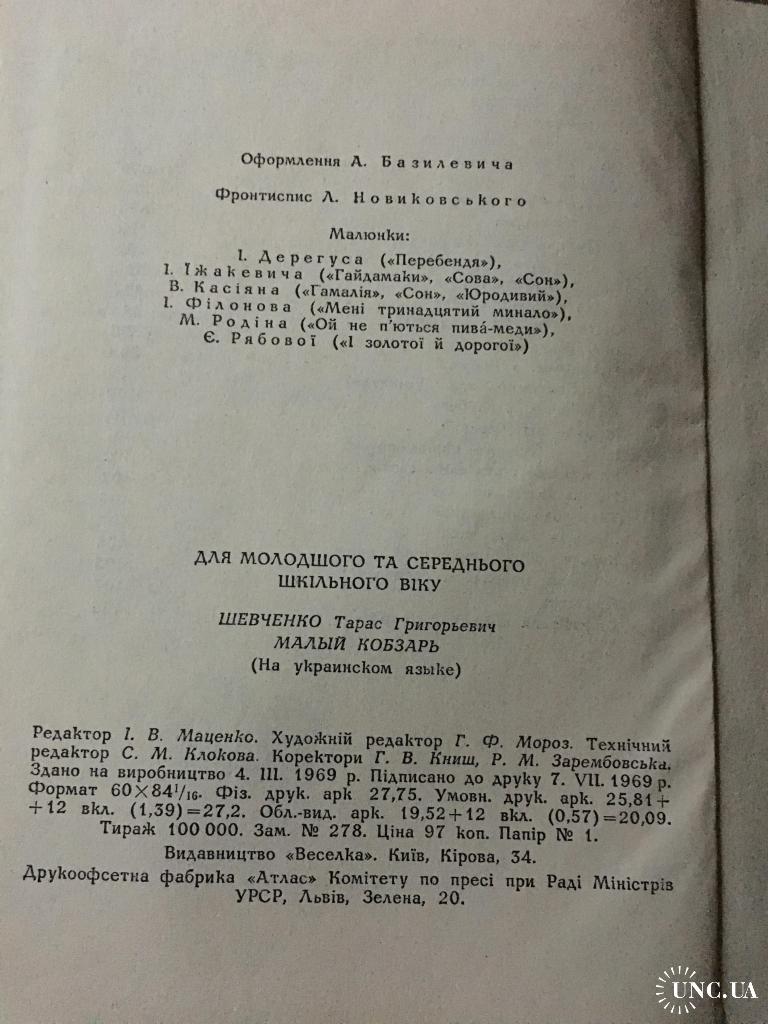 Оформлення А. Базилевича
Фронтиспис Л. Новиковського
Малюнки:
І. Дерегуса («Перебендя»),
І. Їжакевича («Гайдамаки», «Сова», «Сон»),
В. Касіяна («Гамалія», «Сон», «Юродивий»),
І. Філонова («Мені тринадцятий минало»),
М. Родіна («Ой не п'ються пива́-меди»),
Є. Рябової («І золотої й дорогої»)
ДЛЯ МОЛОДШОГО ТА СЕРЕДНЬОГО
ШКІЛЬНОГО ВІКУ
ШЕВЧЕНКО Тарас Григорьевич
МАЛЫЙ КОБЗАРЬ
(На украинском языке)
Редактор І. В. Маценко. Художній редактор Г. Ф. Мороз. Технічний
редактор С. М. Клокова. Коректори Г. В. Книш, Р. М. Зарембовська.
Здано на виробництво 4. III. 1969 р. Підписано до друку 7. VII. 1969 р.
Формат 60×84¹/₁₆. Фіз. друк. арк 27,75. Умовн. друк. арк. 25,81+
+12 вкл. (1,39)=27,2. Обл.-вид. арк. 19,52+12 вкл. (0,57)=20,09.
Тираж 100 000. Зам. № 278. Ціна 97 коп. Папір № 1.
Видавництво «Веселка». Київ, Кірова, 34.
Друкоофсетна фабрика «Атлас» Комітету по пресі при Раді Міністрів
УРСР, Львів, Зелена, 20.
UNC.UA